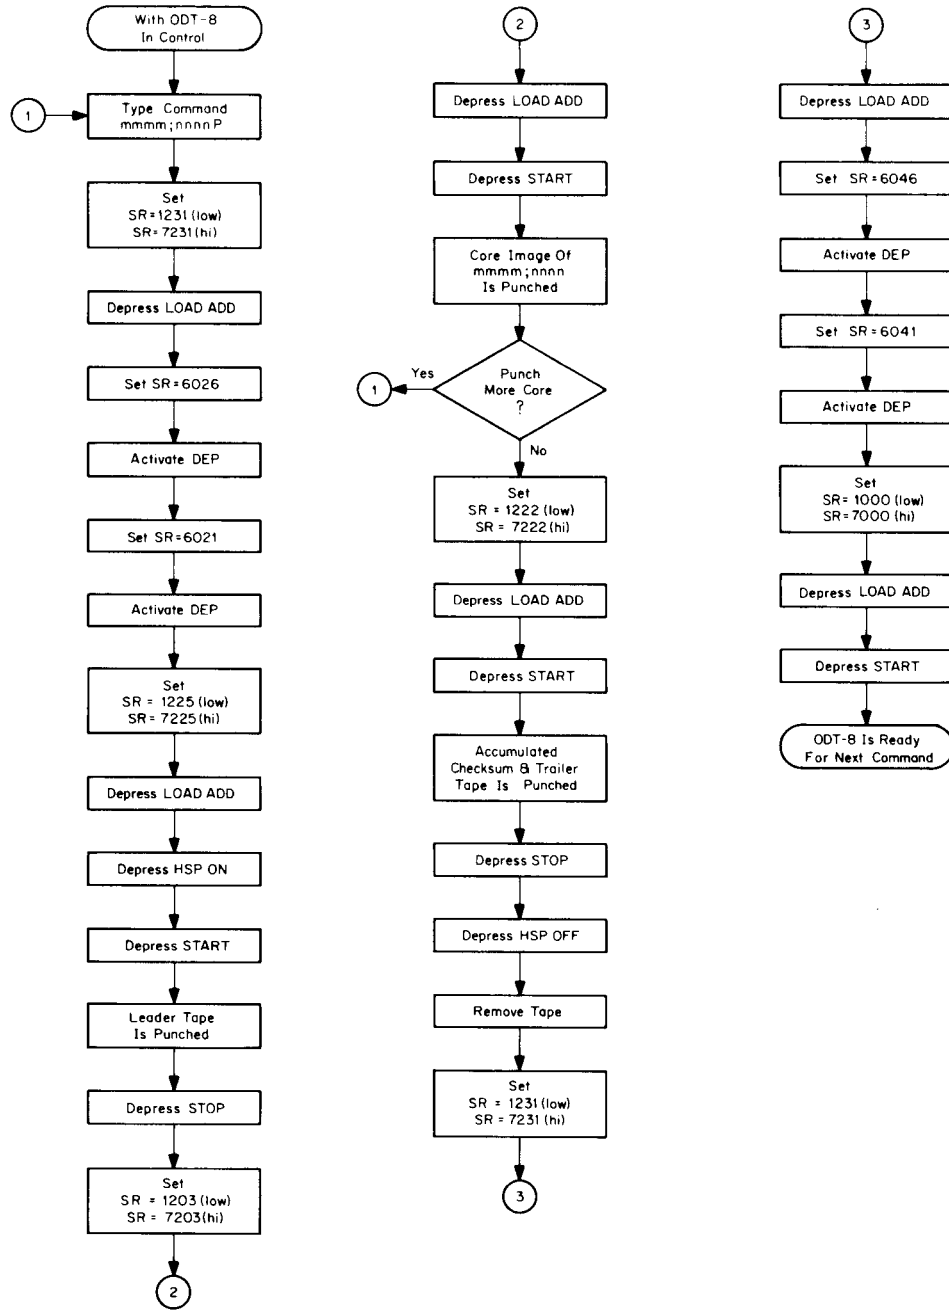 With ODT-8
In Control
1
Type Command
mmmm;nnnnP
Set
SR=1231 (low)
SR=7231 (hi)
Depress LOAD ADD
Set SR=6026
Activate DEP
Set SR=6021
Activate DEP
Set
SR = 1225 (low)
SR = 7225 (hi)
Depress LOAD ADD
Depress HSP ON
Depress START
Leader Tape
Is Punched
Depress STOP
Set
SR = 1203 (low)
SR = 7203 (hi)
2
2
Depress LOAD ADD
Depress START
Core Image Of
mmmm;nnnn
Is Punched
Punch
More Core
?
Yes
1
No
Set
SR = 1222 (low)
SR = 7222 (hi)
Depress LOAD ADD
Depress START
Accumulated
Checksum & Trailer
Tape Is Punched
Depress STOP
Depress HSP OFF
Remove Tape
Set
SR = 1231 (low)
SR = 7231 (hi)
3
3
Depress LOAD ADD
Set SR=6046
Activate DEP
Set SR=6041
Activate DEP
Set
SR=1000 (low)
SR=7000 (hi)
Depress LOAD ADD
Depress START
ODT-8 Is Ready
For Next Command